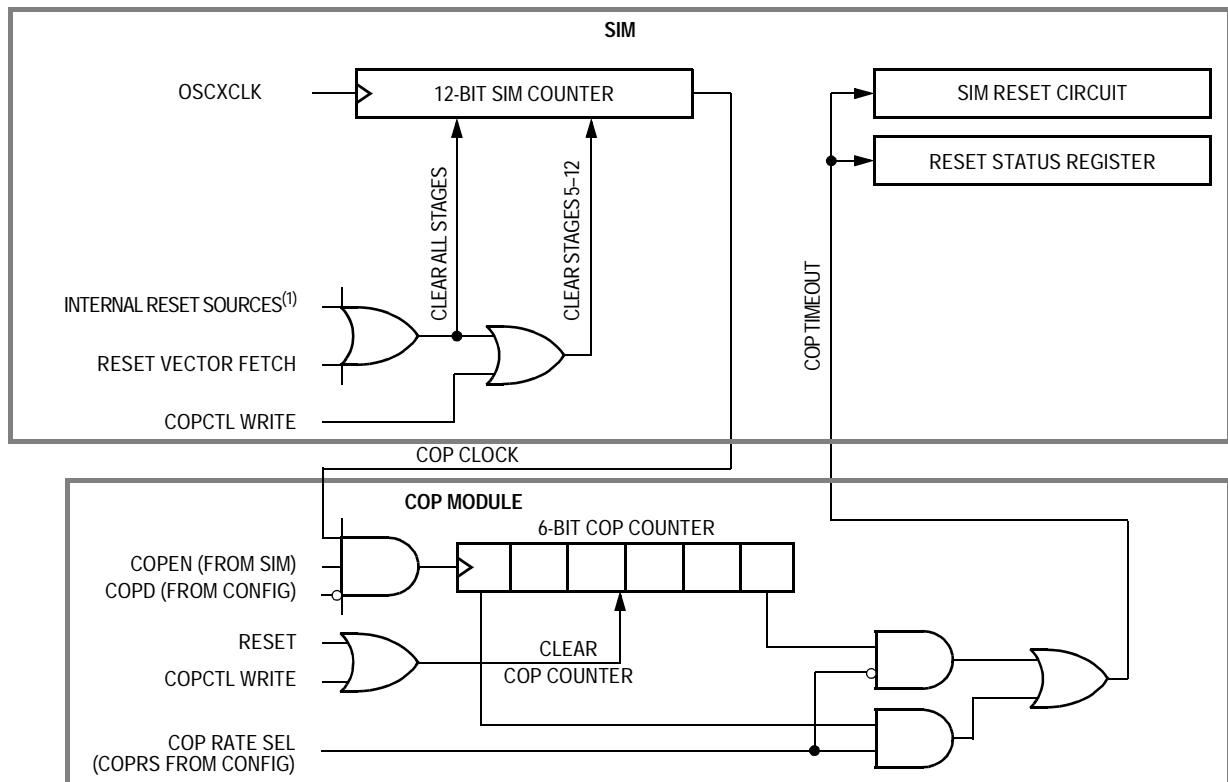 SIM
OSCXCLK
12-BIT SIM COUNTER
SIM RESET CIRCUIT
RESET STATUS REGISTER
CLEAR ALL STAGES
CLEAR STAGES 5–12
COP TIMEOUT
INTERNAL RESET SOURCES(1)
RESET VECTOR FETCH
COPCTL WRITE
COP CLOCK
COP MODULE
6-BIT COP COUNTER
COPEN (FROM SIM)
COPD (FROM CONFIG)
RESET
COPCTL WRITE
CLEAR
COP COUNTER
COP RATE SEL
(COPRS FROM CONFIG)